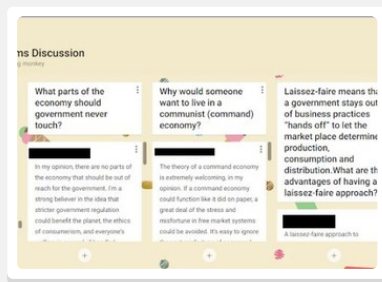 ms Discussion
ng monkey
What parts of the
economy should
government never
touch?
In my opinion, there are no parts of
the economy that should be out of
reach for the government. I'm a
strong believer in the idea that
stricter government regulation
could benefit the planet, the ethics
of consumerism, and everyone's
Why would someone
want to live in a
communist (command)
economy?
The theory of a command economy
is extremely welcoming, in my
opinion. If a command economy
could function like it did on paper, a
great deal of the stress and
misfortune in free market systems
could be avoided. It's easy to ignore
Laissez-faire means tha
a government stays out
of business practices
"hands off" to let the
market place determine
production,
consumption and
distribution.What are th
advantages of having a
laissez-faire approach?
A laissez-faire approach to